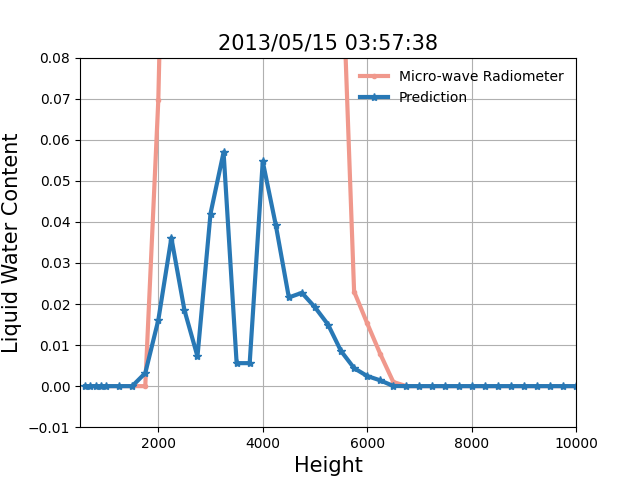 2013/05/15 03:57:38
0.08
0.07
0.06
0.05
0.04
0.03
0.02
0.01
0.00
−0.01
Liquid Water Content
Micro-wave Radiometer
Prediction
2000 4000 6000 8000 10000
Height